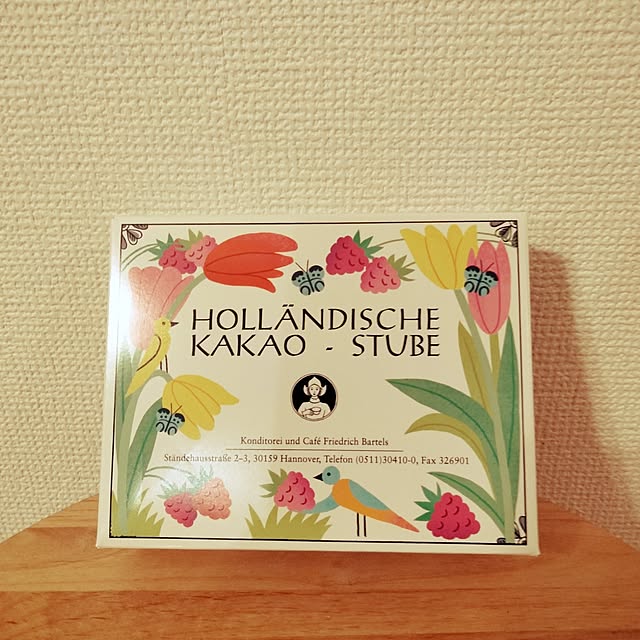 HOLLÄNDISCHE
KAKAO - STUBE
Konditorei und Café Friedrich Bartels
Ständehausstraße 2–3, 30159 Hannover, Telefon (0511)30410-0, Fax 326901